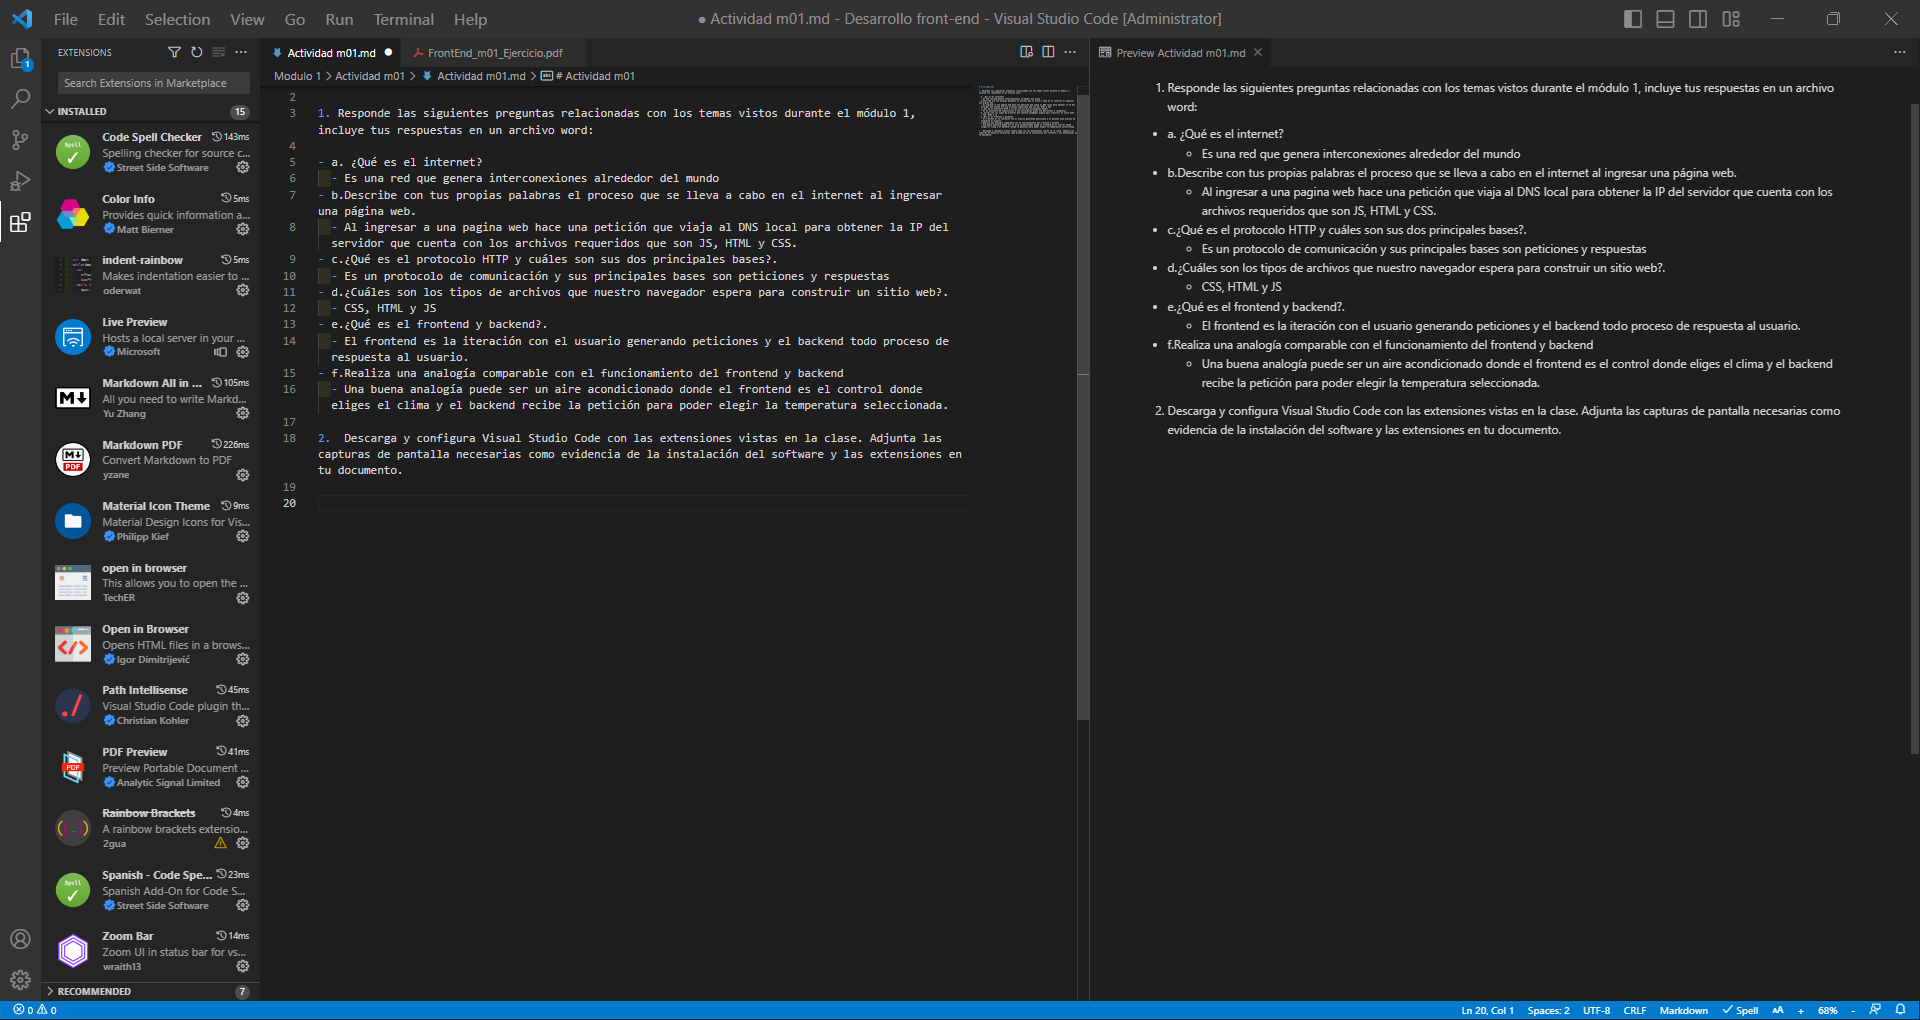 File Edit Selection View Go Run Terminal Help
● Actividad m01.md - Desarrollo front-end - Visual Studio Code [Administrator]
1
EXTENSIONS
Search Extensions in Marketplace
INSTALLED 15
Code Spell Checker 143ms
Spelling checker for source c...
Street Side Software
Color Info 5ms
Provides quick information a...
Matt Bierner
indent-rainbow 5ms
Makes indentation easier to ...
oderwat
Live Preview
Hosts a local server in your ...
Microsoft
Markdown All in ... 105ms
All you need to write Markd...
Yu Zhang
Markdown PDF 226ms
Convert Markdown to PDF
yzane
Material Icon Theme 9ms
Material Design Icons for Vis...
Philipp Kief
open in browser
This allows you to open the ...
TechER
Open in Browser
Opens HTML files in a brows...
Igor Dimitrijević
Path Intellisense 45ms
Visual Studio Code plugin th...
Christian Kohler
PDF Preview 41ms
Preview Portable Document ...
Analytic Signal Limited
Rainbow Brackets 4ms
A rainbow brackets extensio...
2gua
Spanish - Code Spe... 23ms
Spanish Add-On for Code S...
Street Side Software
Zoom Bar 14ms
Zoom UI in status bar for vs...
wraith13
RECOMMENDED 7
Actividad m01.md ● FrontEnd_m01_Ejercicio.pdf
Modulo 1 > Actividad m01 > Actividad m01.md > # Actividad m01
2
3 1. Responde las siguientes preguntas relacionadas con los temas vistos durante el módulo 1,
incluye tus respuestas en un archivo word:
4
5 - a. ¿Qué es el internet?
6 - Es una red que genera interconexiones alrededor del mundo
7 - b.Describe con tus propias palabras el proceso que se lleva a cabo en el internet al ingresar
una página web.
8 - Al ingresar a una pagina web hace una petición que viaja al DNS local para obtener la IP del
servidor que cuenta con los archivos requeridos que son JS, HTML y CSS.
9 - c.¿Qué es el protocolo HTTP y cuáles son sus dos principales bases?.
10 - Es un protocolo de comunicación y sus principales bases son peticiones y respuestas
11 - d.¿Cuáles son los tipos de archivos que nuestro navegador espera para construir un sitio web?.
12 - CSS, HTML y JS
13 - e.¿Qué es el frontend y backend?.
14 - El frontend es la iteración con el usuario generando peticiones y el backend todo proceso de
respuesta al usuario.
15 - f.Realiza una analogía comparable con el funcionamiento del frontend y backend
16 - Una buena analogía puede ser un aire acondicionado donde el frontend es el control donde
eliges el clima y el backend recibe la petición para poder elegir la temperatura seleccionada.
17
18 2. Descarga y configura Visual Studio Code con las extensiones vistas en la clase. Adjunta las
capturas de pantalla necesarias como evidencia de la instalación del software y las extensiones en
tu documento.
19
20
Preview Actividad m01.md
1. Responde las siguientes preguntas relacionadas con los temas vistos durante el módulo 1, incluye tus respuestas en un archivo
word:
• a. ¿Qué es el internet?
◦ Es una red que genera interconexiones alrededor del mundo
• b.Describe con tus propias palabras el proceso que se lleva a cabo en el internet al ingresar una página web.
◦ Al ingresar a una pagina web hace una petición que viaja al DNS local para obtener la IP del servidor que cuenta con los
archivos requeridos que son JS, HTML y CSS.
• c.¿Qué es el protocolo HTTP y cuáles son sus dos principales bases?.
◦ Es un protocolo de comunicación y sus principales bases son peticiones y respuestas
• d.¿Cuáles son los tipos de archivos que nuestro navegador espera para construir un sitio web?.
◦ CSS, HTML y JS
• e.¿Qué es el frontend y backend?.
◦ El frontend es la iteración con el usuario generando peticiones y el backend todo proceso de respuesta al usuario.
• f.Realiza una analogía comparable con el funcionamiento del frontend y backend
◦ Una buena analogía puede ser un aire acondicionado donde el frontend es el control donde eliges el clima y el backend
recibe la petición para poder elegir la temperatura seleccionada.
2. Descarga y configura Visual Studio Code con las extensiones vistas en la clase. Adjunta las capturas de pantalla necesarias como
evidencia de la instalación del software y las extensiones en tu documento.
0 0 Ln 20, Col 1 Spaces: 2 UTF-8 CRLF Markdown Spell AA + 68% -